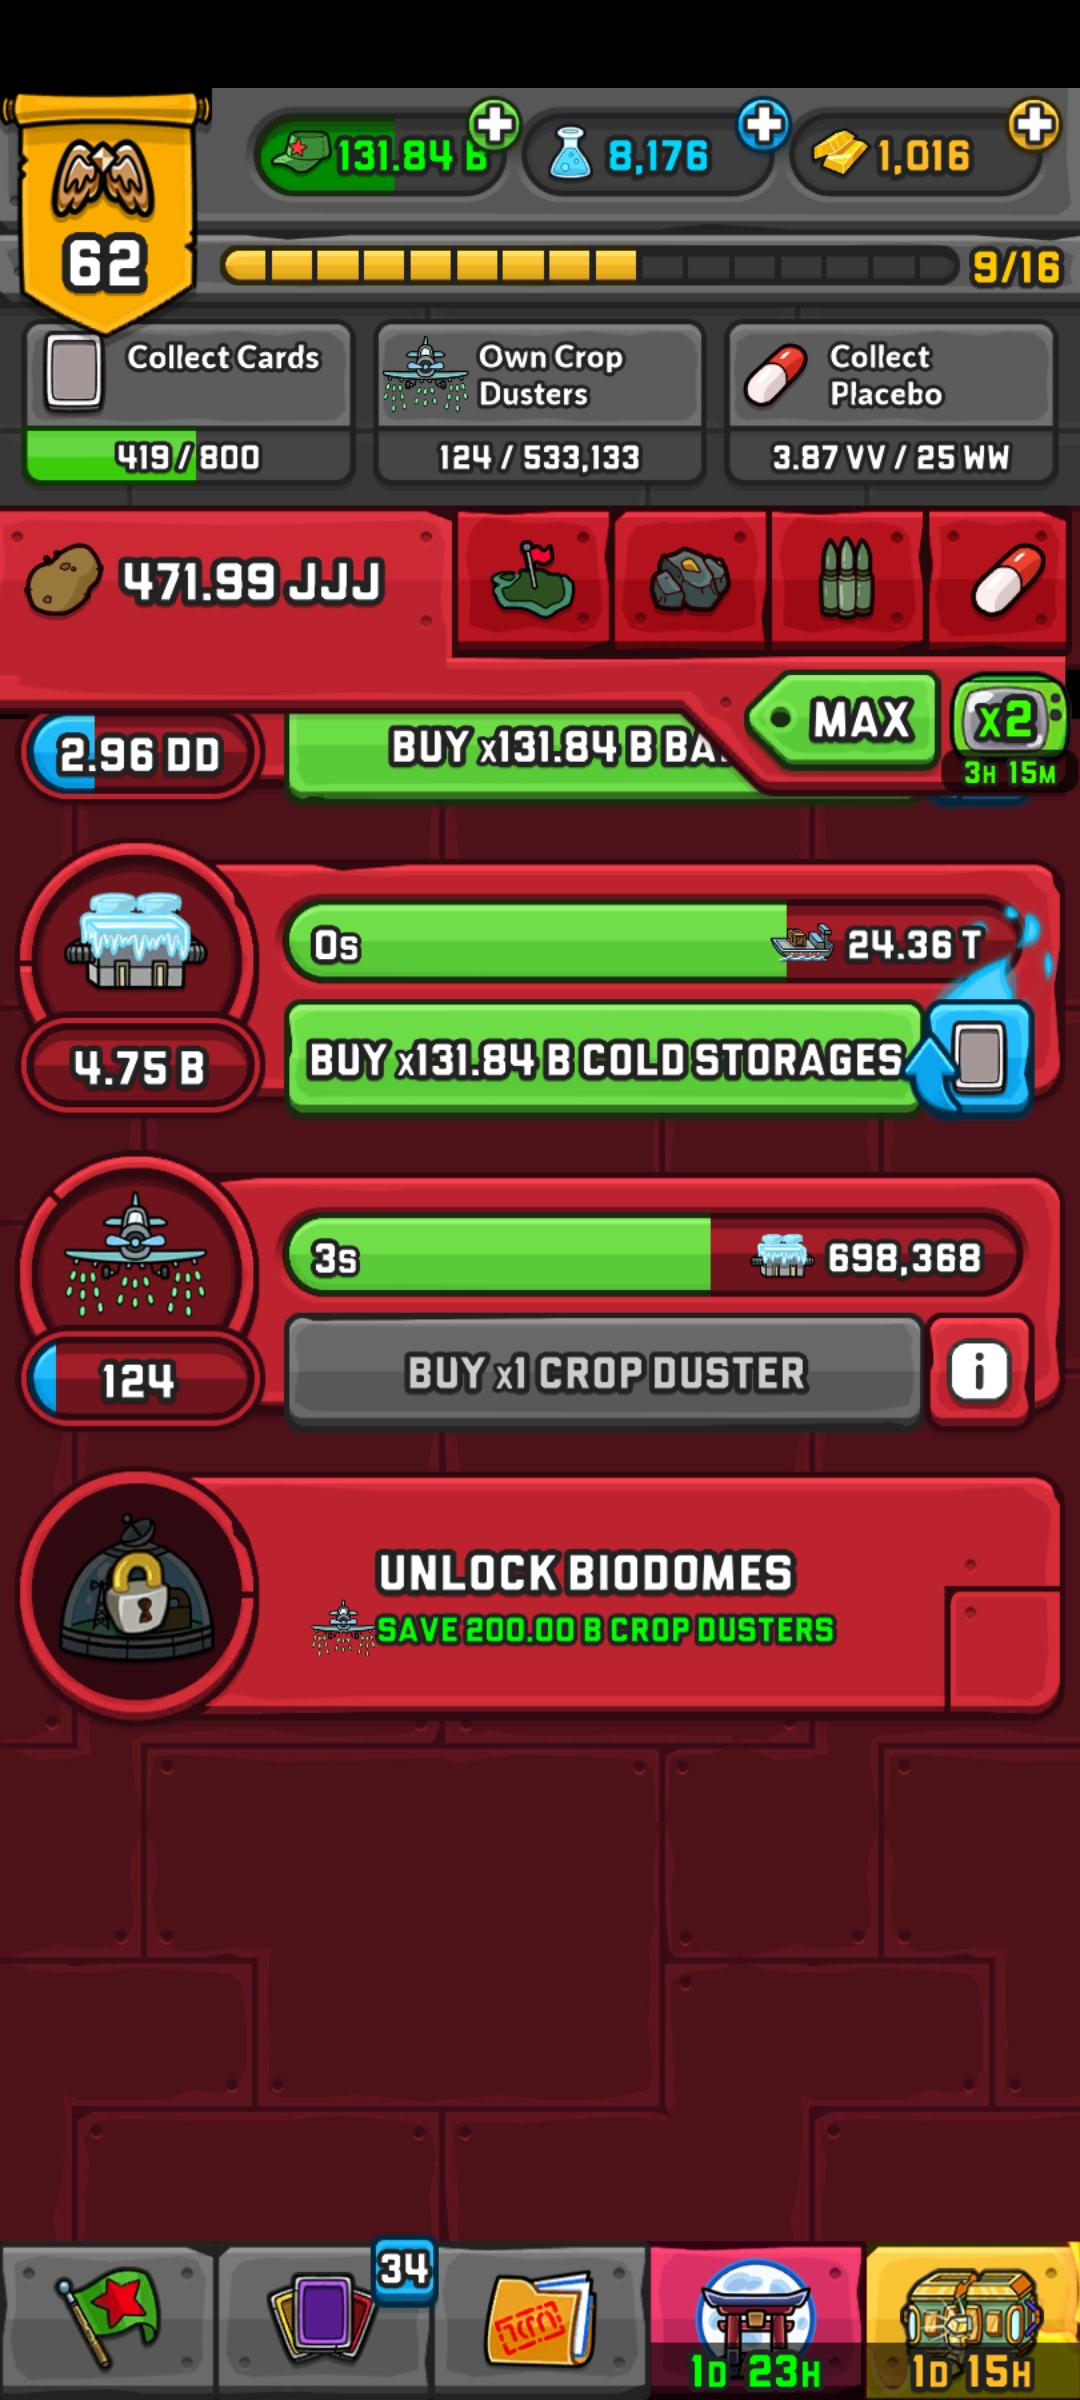 131.84 B
8,176
1,016
62
9/16
Collect Cards
419 / 800
Own Crop
Dusters
124 / 533,133
Collect
Placebo
3.87 VV / 25 WW
471.99 JJJ
MAX
x2
3H 15M
2.96 DD
BUY x131.84 B BA
0s
24.36 T
4.75 B
BUY x131.84 B COLD STORAGES
3s
698,368
124
BUY x1 CROP DUSTER
i
UNLOCK BIODOMES
SAVE 200.00 B CROP DUSTERS
34
1D 23H
1D 15H